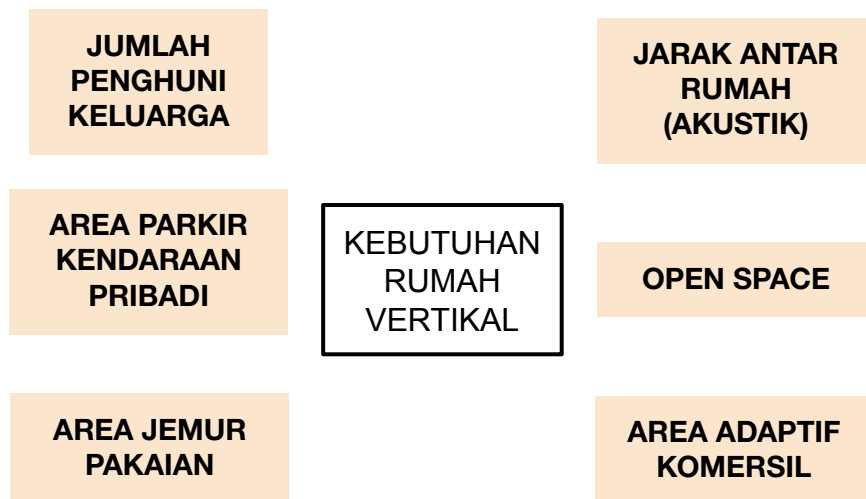 JUMLAH
PENGHUNI
KELUARGA
JARAK ANTAR
RUMAH
(AKUSTIK)
AREA PARKIR
KENDARAAN
PRIBADI
KEBUTUHAN
RUMAH
VERTIKAL
OPEN SPACE
AREA JEMUR
PAKAIAN
AREA ADAPTIF
KOMERSIL